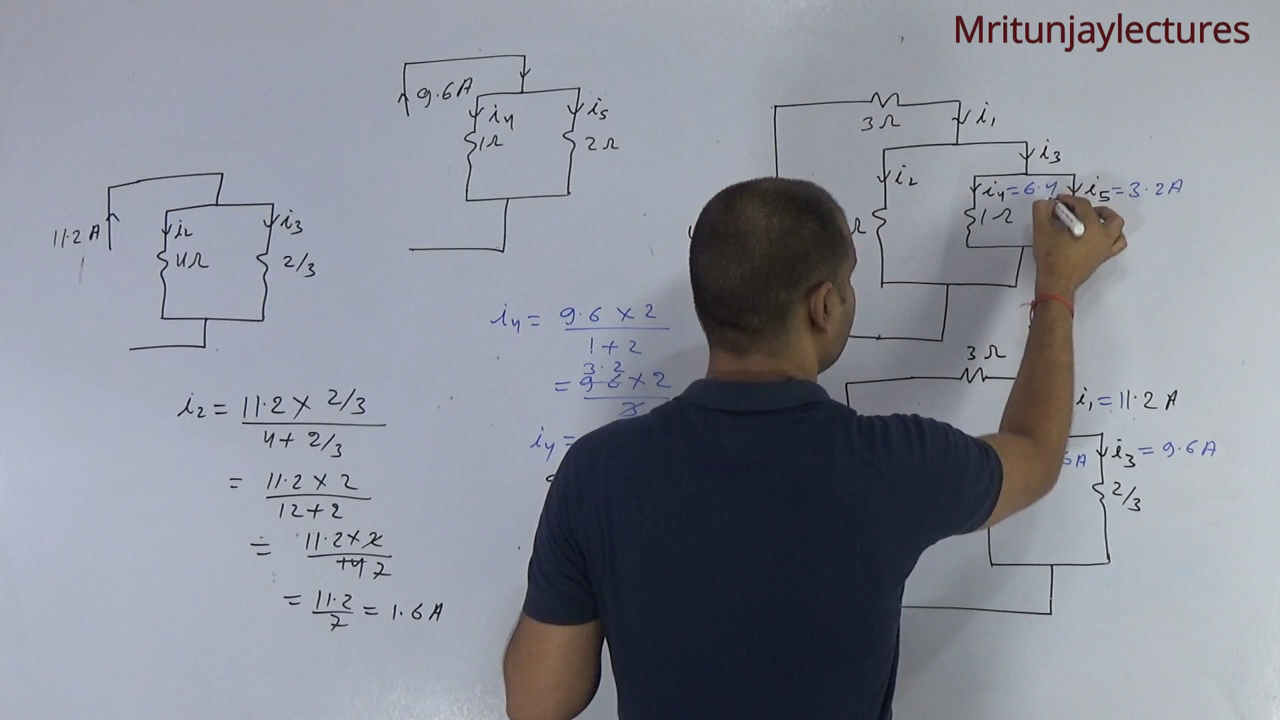 Mritunjaylectures
9.6A
i4
1Ω
i5
2Ω
11.2A
i2
4Ω
i3
2/3
3Ω
i1
i2
i3
i4=6.4
i5=3.2A
1Ω
Ω
i4= 9.6 × 2
1+2
3.2
= 9.6 × 2
3
i4=
i2= 11.2 × 2/3
4+ 2/3
= 11.2 × 2
12+2
= 11.2 × 2
14 7
= 11.2
7
= 1.6A
3Ω
i1=11.2A
6A
i3= 9.6A
2/3